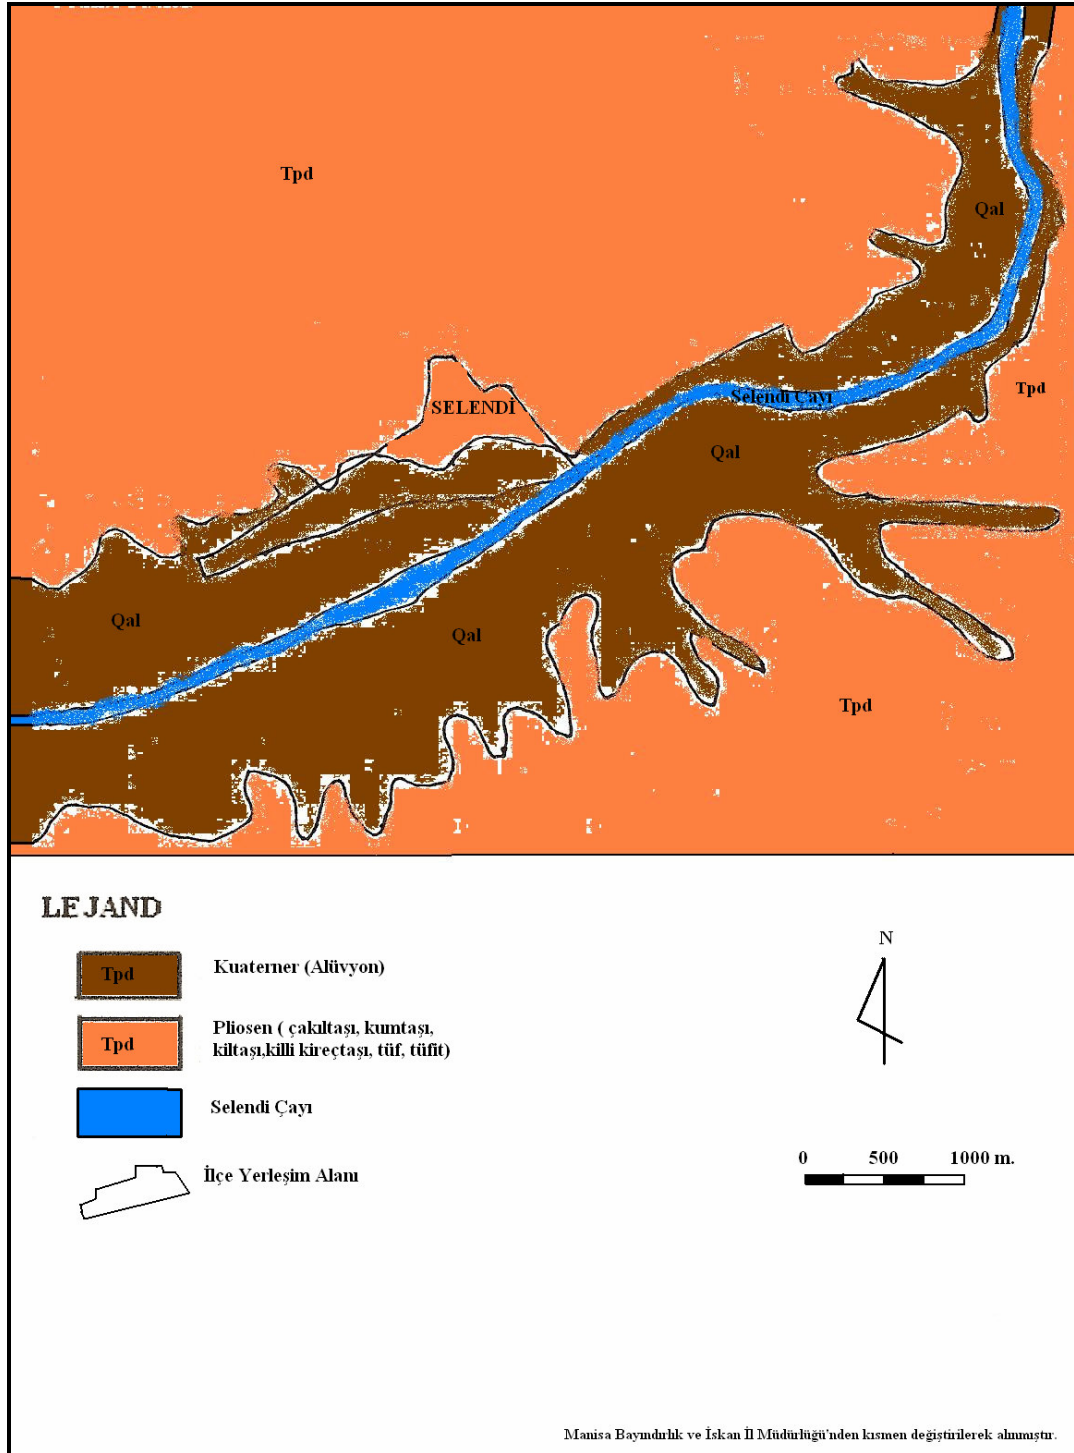 Tpd
Qal
Tpd
Selendi Çayı
SELENDİ
Qal
Qal
Qal
Tpd
LEJAND
Tpd
Kuaterner (Alüvyon)
Tpd
Pliosen ( çakıltaşı, kumtaşı,
kiltaşı,killi kireçtaşı, tüf, tüfit)
Selendi Çayı
İlçe Yerleşim Alanı
N
0 500 1000 m.
Manisa Bayındırlık ve İskan İl Müdürlüğü'nden kısmen değiştirilerek alınmıştır.